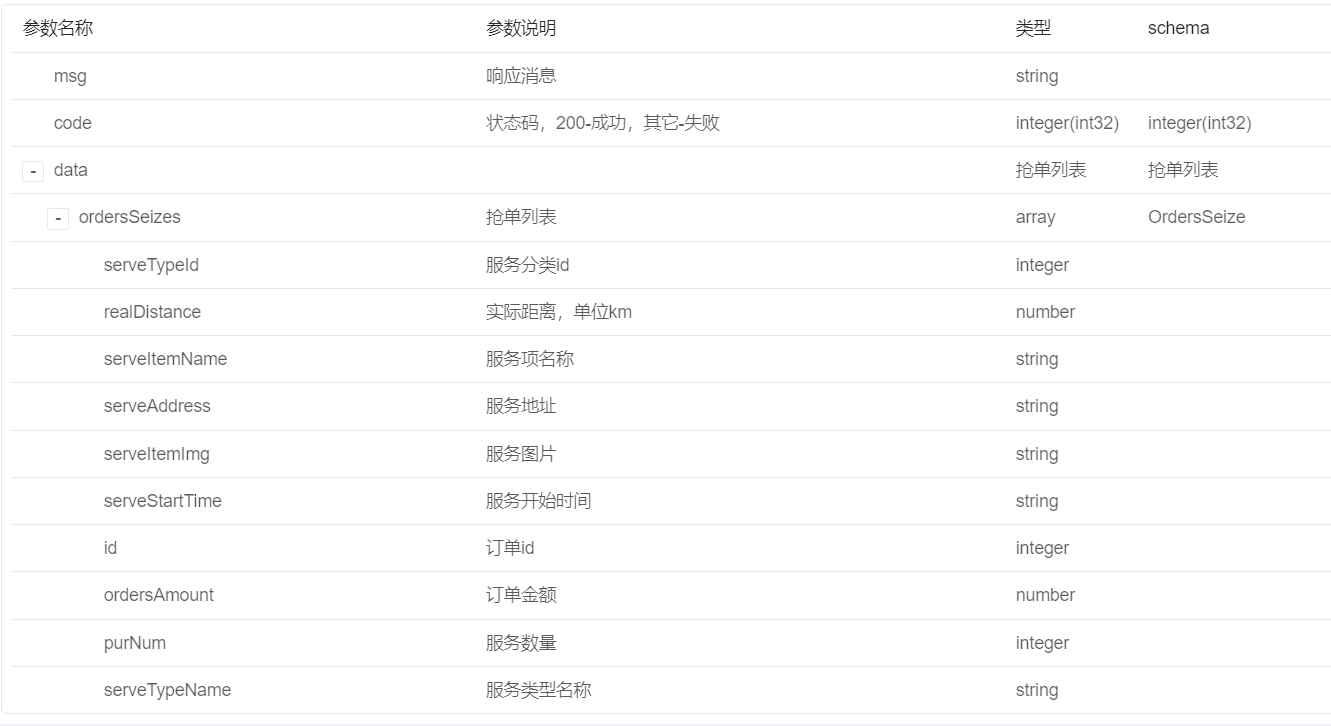 参数名称 参数说明 类型 schema
msg 响应消息 string
code 状态码，200-成功，其它-失败 integer(int32) integer(int32)
- data 抢单列表 抢单列表
- ordersSeizes 抢单列表 array OrdersSeize
serveTypeId 服务分类id integer
realDistance 实际距离，单位km number
serveItemName 服务项名称 string
serveAddress 服务地址 string
serveItemImg 服务图片 string
serveStartTime 服务开始时间 string
id 订单id integer
ordersAmount 订单金额 number
purNum 服务数量 integer
serveTypeName 服务类型名称 string